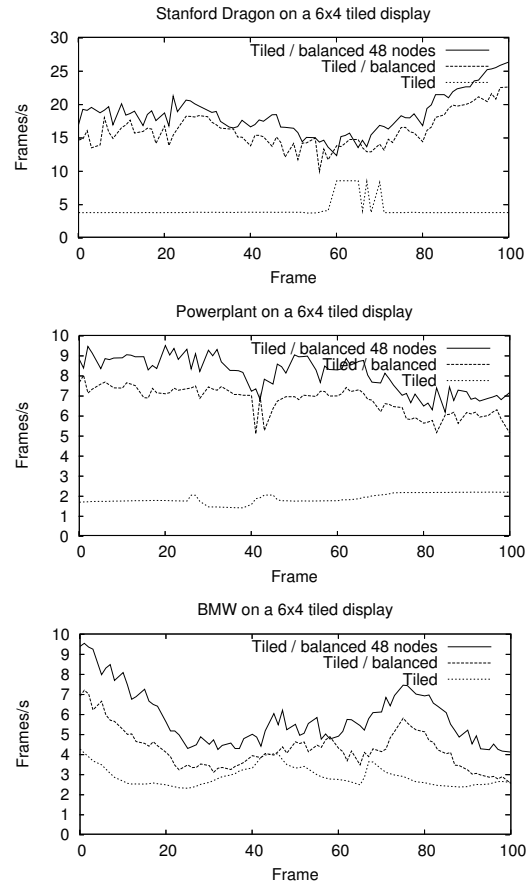 Stanford Dragon on a 6x4 tiled display
30
25
20
15
10
5
0
Frames/s
Tiled / balanced 48 nodes
Tiled / balanced
Tiled
0 20 40 60 80 100
Frame
Powerplant on a 6x4 tiled display
10
9
8
7
6
5
4
3
2
1
0
Frames/s
Tiled / balanced 48 nodes
Tiled / balanced
Tiled
0 20 40 60 80 100
Frame
BMW on a 6x4 tiled display
10
9
8
7
6
5
4
3
2
1
0
Frames/s
Tiled / balanced 48 nodes
Tiled / balanced
Tiled
0 20 40 60 80 100
Frame